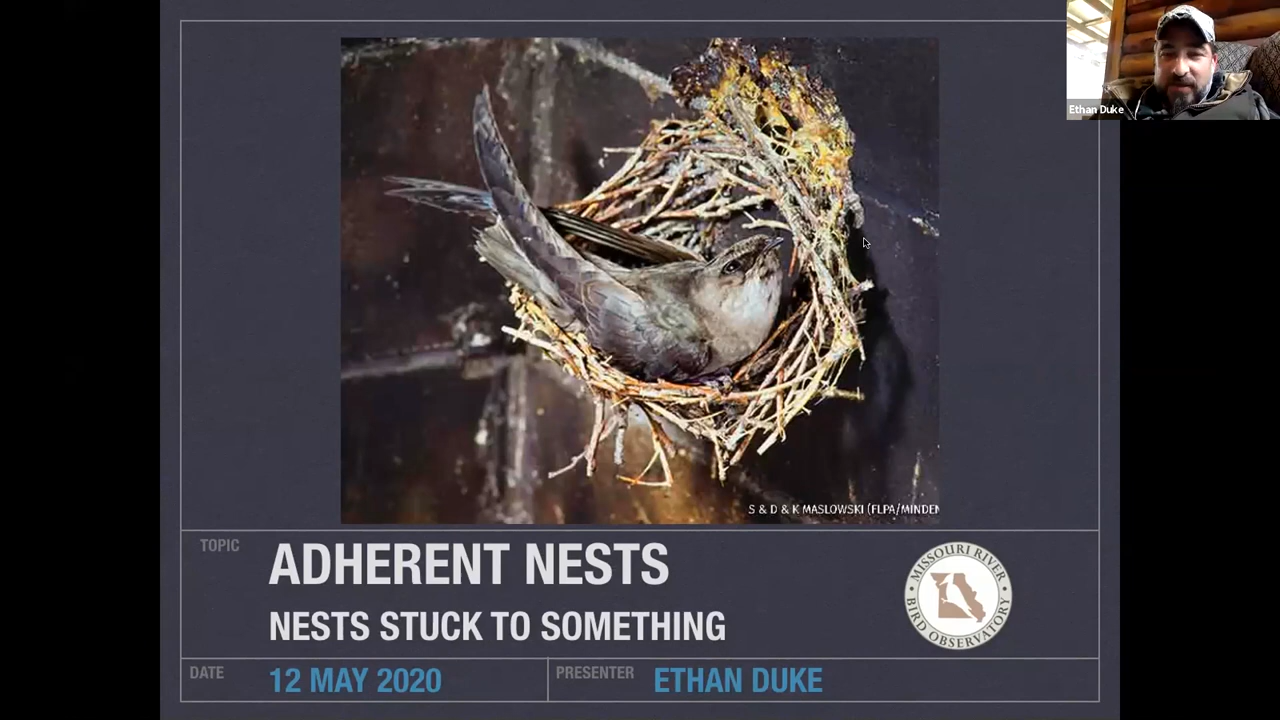 Ethan Duke
S & D & K MASLOWSKI (FLPA/MINDEN
TOPIC
ADHERENT NESTS
NESTS STUCK TO SOMETHING
MISSOURI RIVER
• BIRD OBSERVATORY •
DATE
12 MAY 2020
PRESENTER
ETHAN DUKE